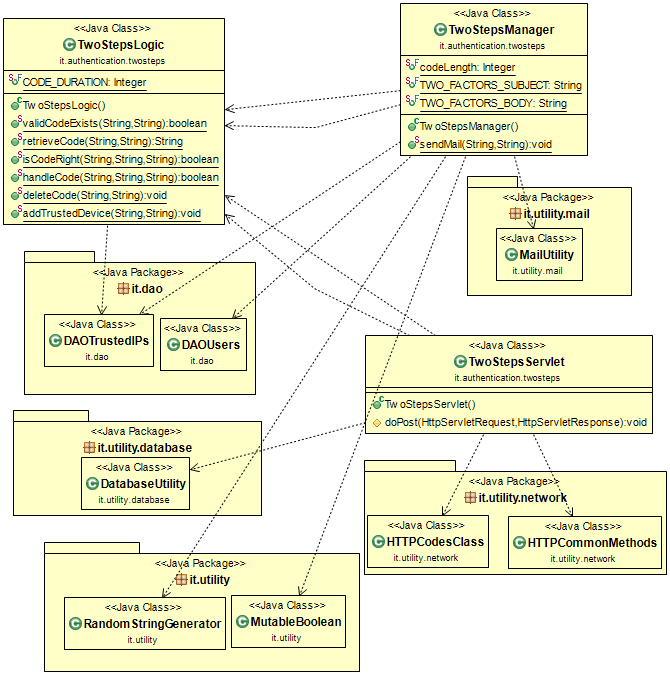 <<Java Class>>
TwoStepsLogic
it.authentication.twosteps
CODE_DURATION: Integer
TwoStepsLogic()
validCodeExists(String,String):boolean
retrieveCode(String,String):String
isCodeRight(String,String,String):boolean
handleCode(String,String,String):boolean
deleteCode(String,String):void
addTrustedDevice(String,String):void
<<Java Class>>
TwoStepsManager
it.authentication.twosteps
codeLength: Integer
TWO_FACTORS_SUBJECT: String
TWO_FACTORS_BODY: String
TwoStepsManager()
sendMail(String,String):void
<<Java Package>>
it.utility.mail
<<Java Class>>
MailUtility
it.utility.mail
<<Java Package>>
it.dao
<<Java Class>>
DAOTrustedIPs
it.dao
<<Java Class>>
DAOUsers
it.dao
<<Java Class>>
TwoStepsServlet
it.authentication.twosteps
TwoStepsServlet()
doPost(HttpServletRequest,HttpServletResponse):void
<<Java Package>>
it.utility.database
<<Java Class>>
DatabaseUtility
it.utility.database
<<Java Package>>
it.utility.network
<<Java Class>>
HTTPCodesClass
it.utility.network
<<Java Class>>
HTTPCommonMethods
it.utility.network
<<Java Package>>
it.utility
<<Java Class>>
RandomStringGenerator
it.utility
<<Java Class>>
MutableBoolean
it.utility